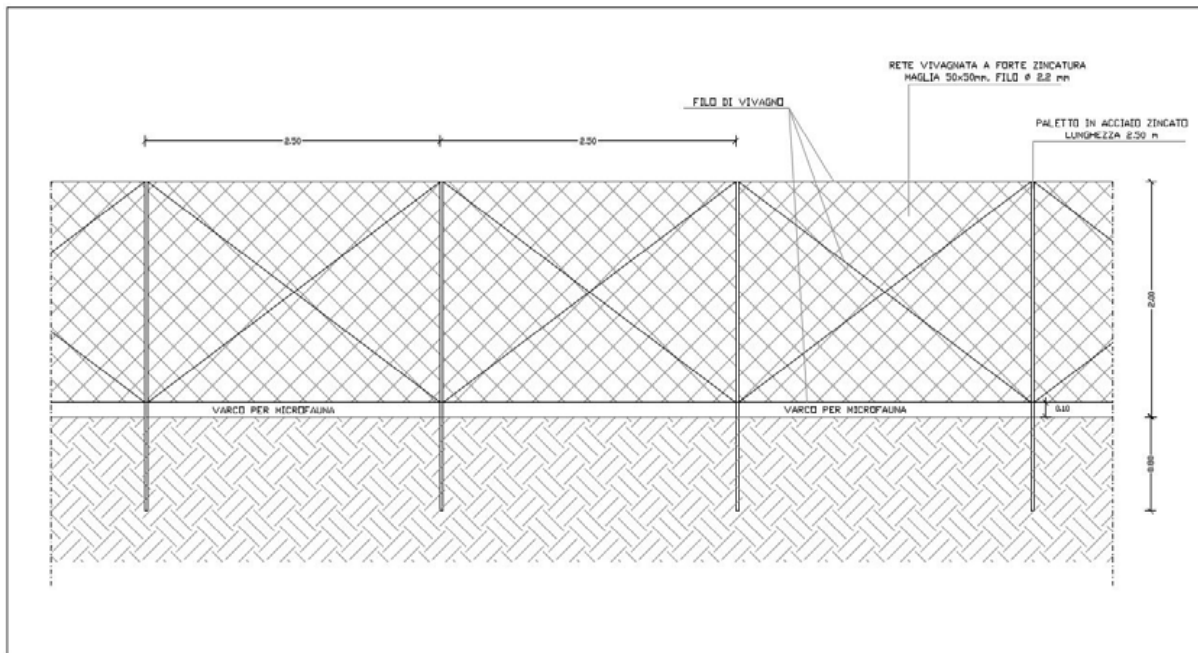 RETE VIVAGNATA A FORTE ZINCATURA
MAGLIA 50x50mm, FILO Ø 2.2 mm
FILO DI VIVAGNO
PALETTO IN ACCIAIO ZINCATO
LUNGHEZZA 2.50 m
2.50
2.50
2.00
VARCO PER MICROFAUNA
VARCO PER MICROFAUNA
0.10
0.80